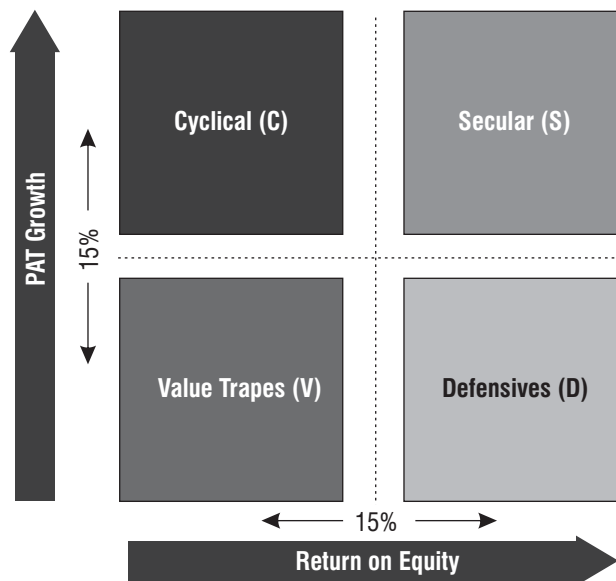 Cyclical (C)
Secular (S)
PAT Growth
15%
Value Trapes (V)
Defensives (D)
15%
Return on Equity